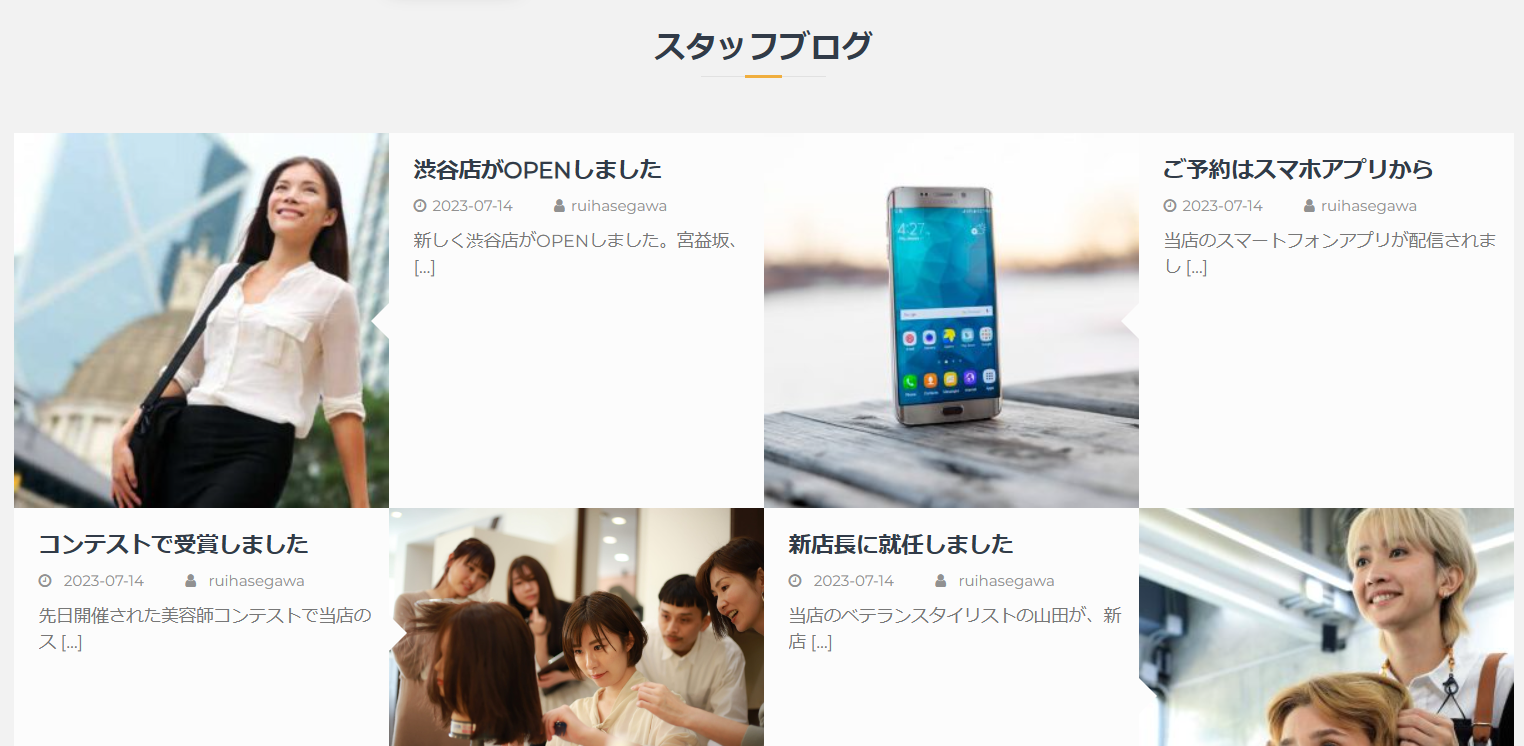 スタッフブログ
渋谷店がOPENしました
2023-07-14 ruihasegawa
新しく渋谷店がOPENしました。宮益坂、
[...]
4:27
ご予約はスマホアプリから
2023-07-14 ruihasegawa
当店のスマートフォンアプリが配信されま
し [...]
コンテストで受賞しました
2023-07-14 ruihasegawa
先日開催された美容師コンテストで当店の
ス [...]
新店長に就任しました
2023-07-14 ruihasegawa
当店のベテランスタイリストの山田が、新
店 [...]